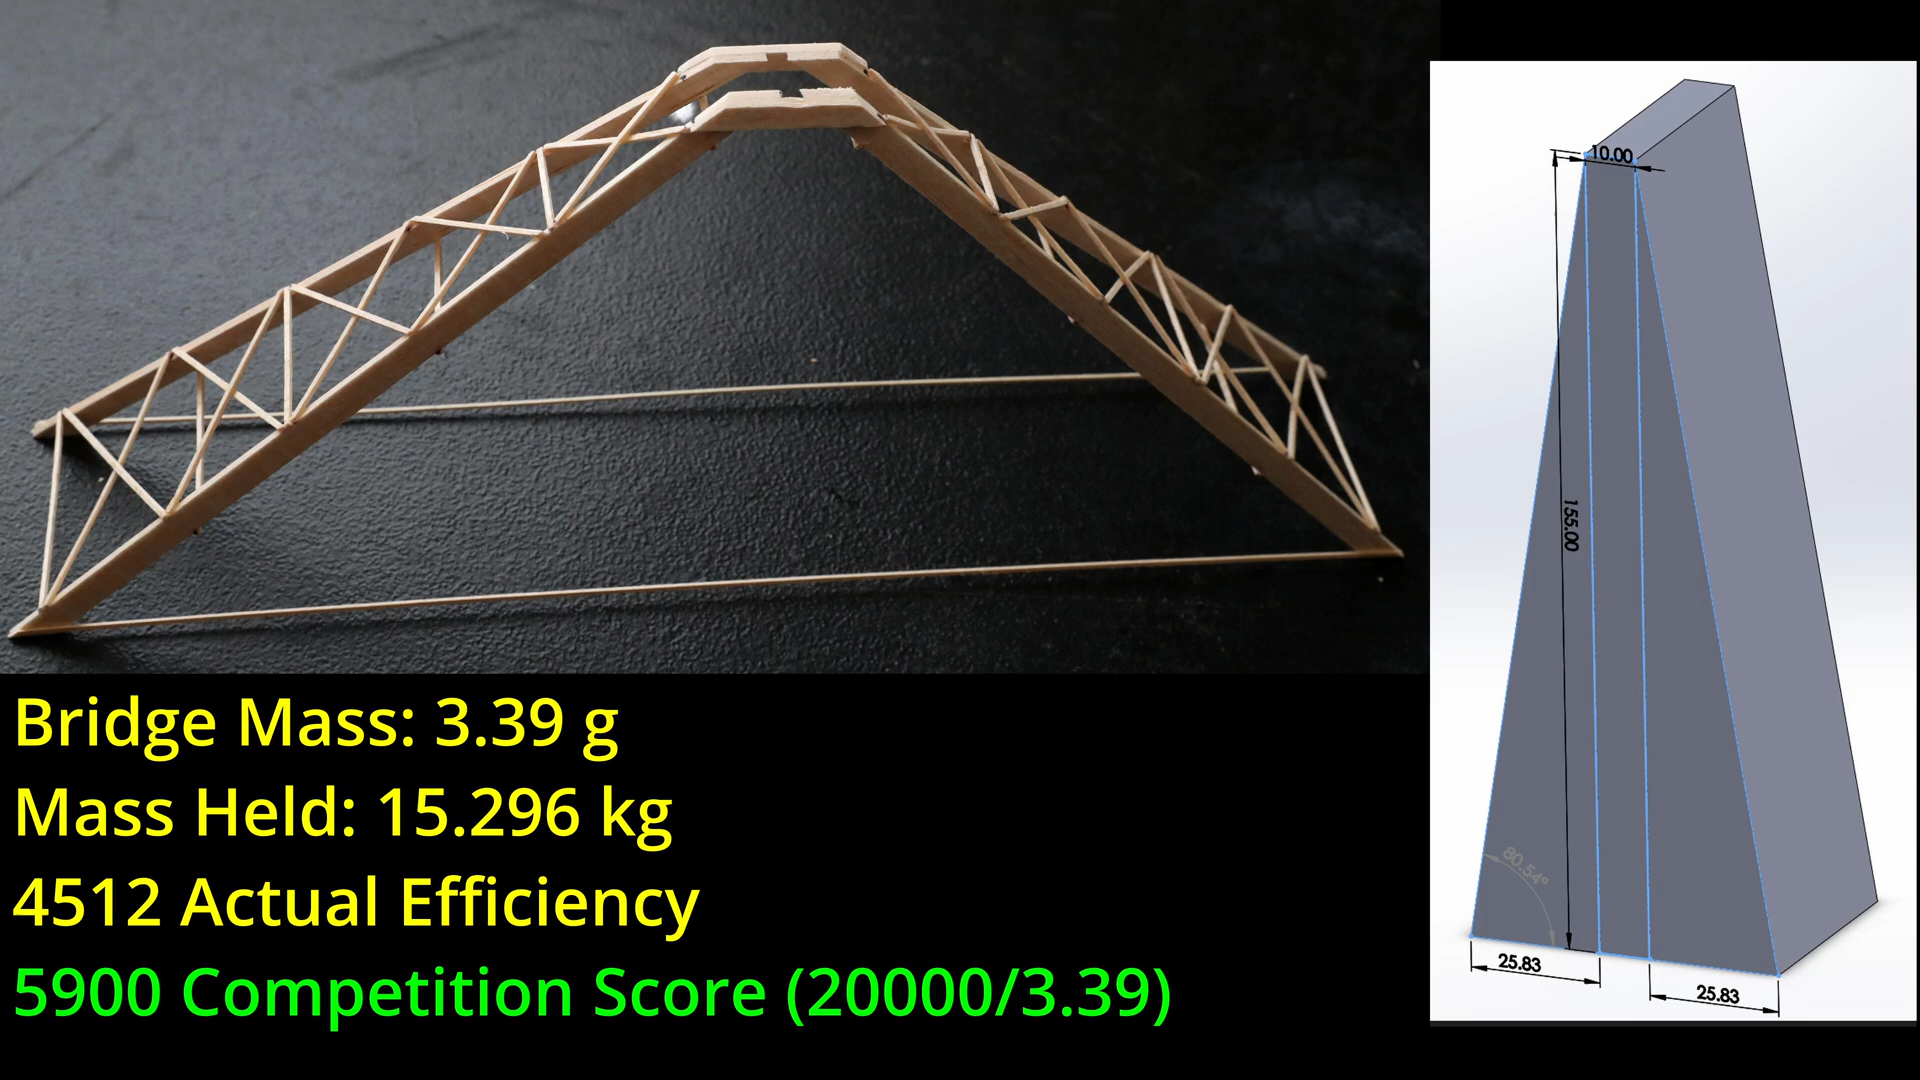 Bridge Mass: 3.39 g
Mass Held: 15.296 kg
4512 Actual Efficiency
5900 Competition Score (20000/3.39)
10.00
155.00
80.54°
25.83
25.83